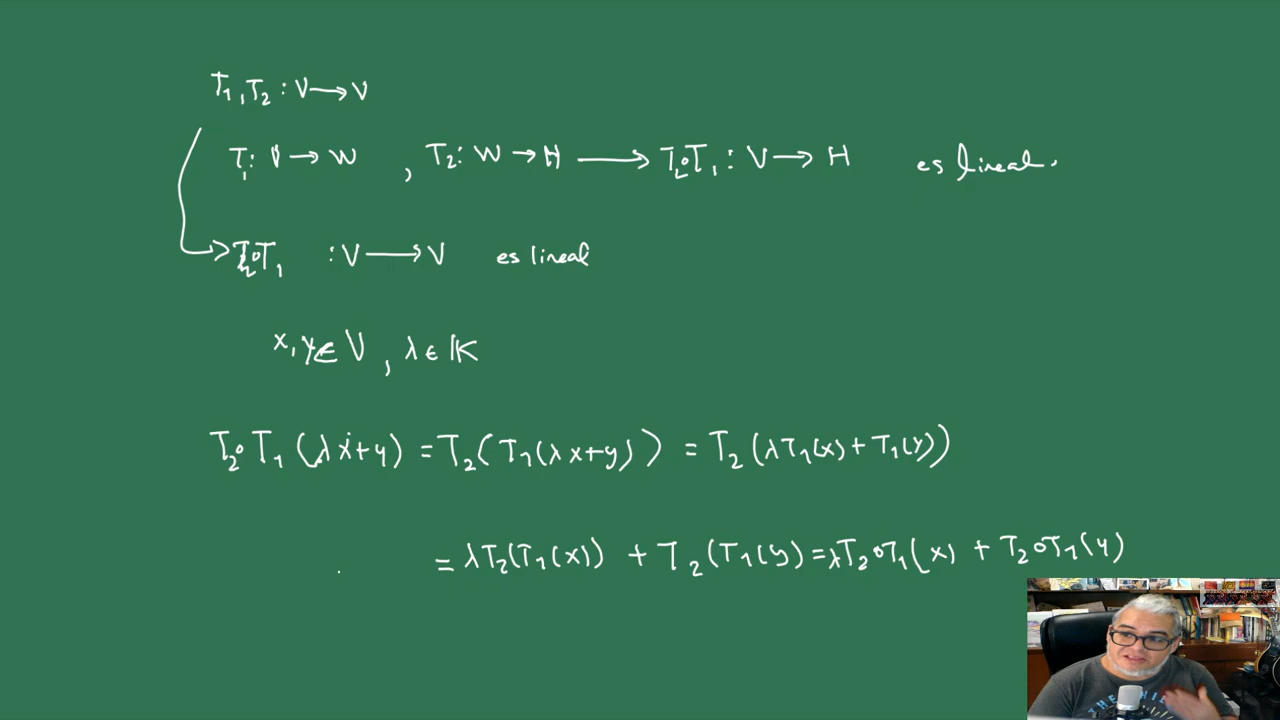 T₁, T₂ : V → V
T₁: V → W , T₂: W → H → T₂∘T₁ : V → H es lineal.
T₂∘T₁ : V → V es lineal
x, y ∈ V , λ ∈ K
T₂∘T₁(λx+y) = T₂(T₁(λx+y)) = T₂(λT₁(x)+T₁(y))
= λT₂(T₁(x)) + T₂(T₁(y) = λT₂∘T₁(x) + T₂∘T₁(y)